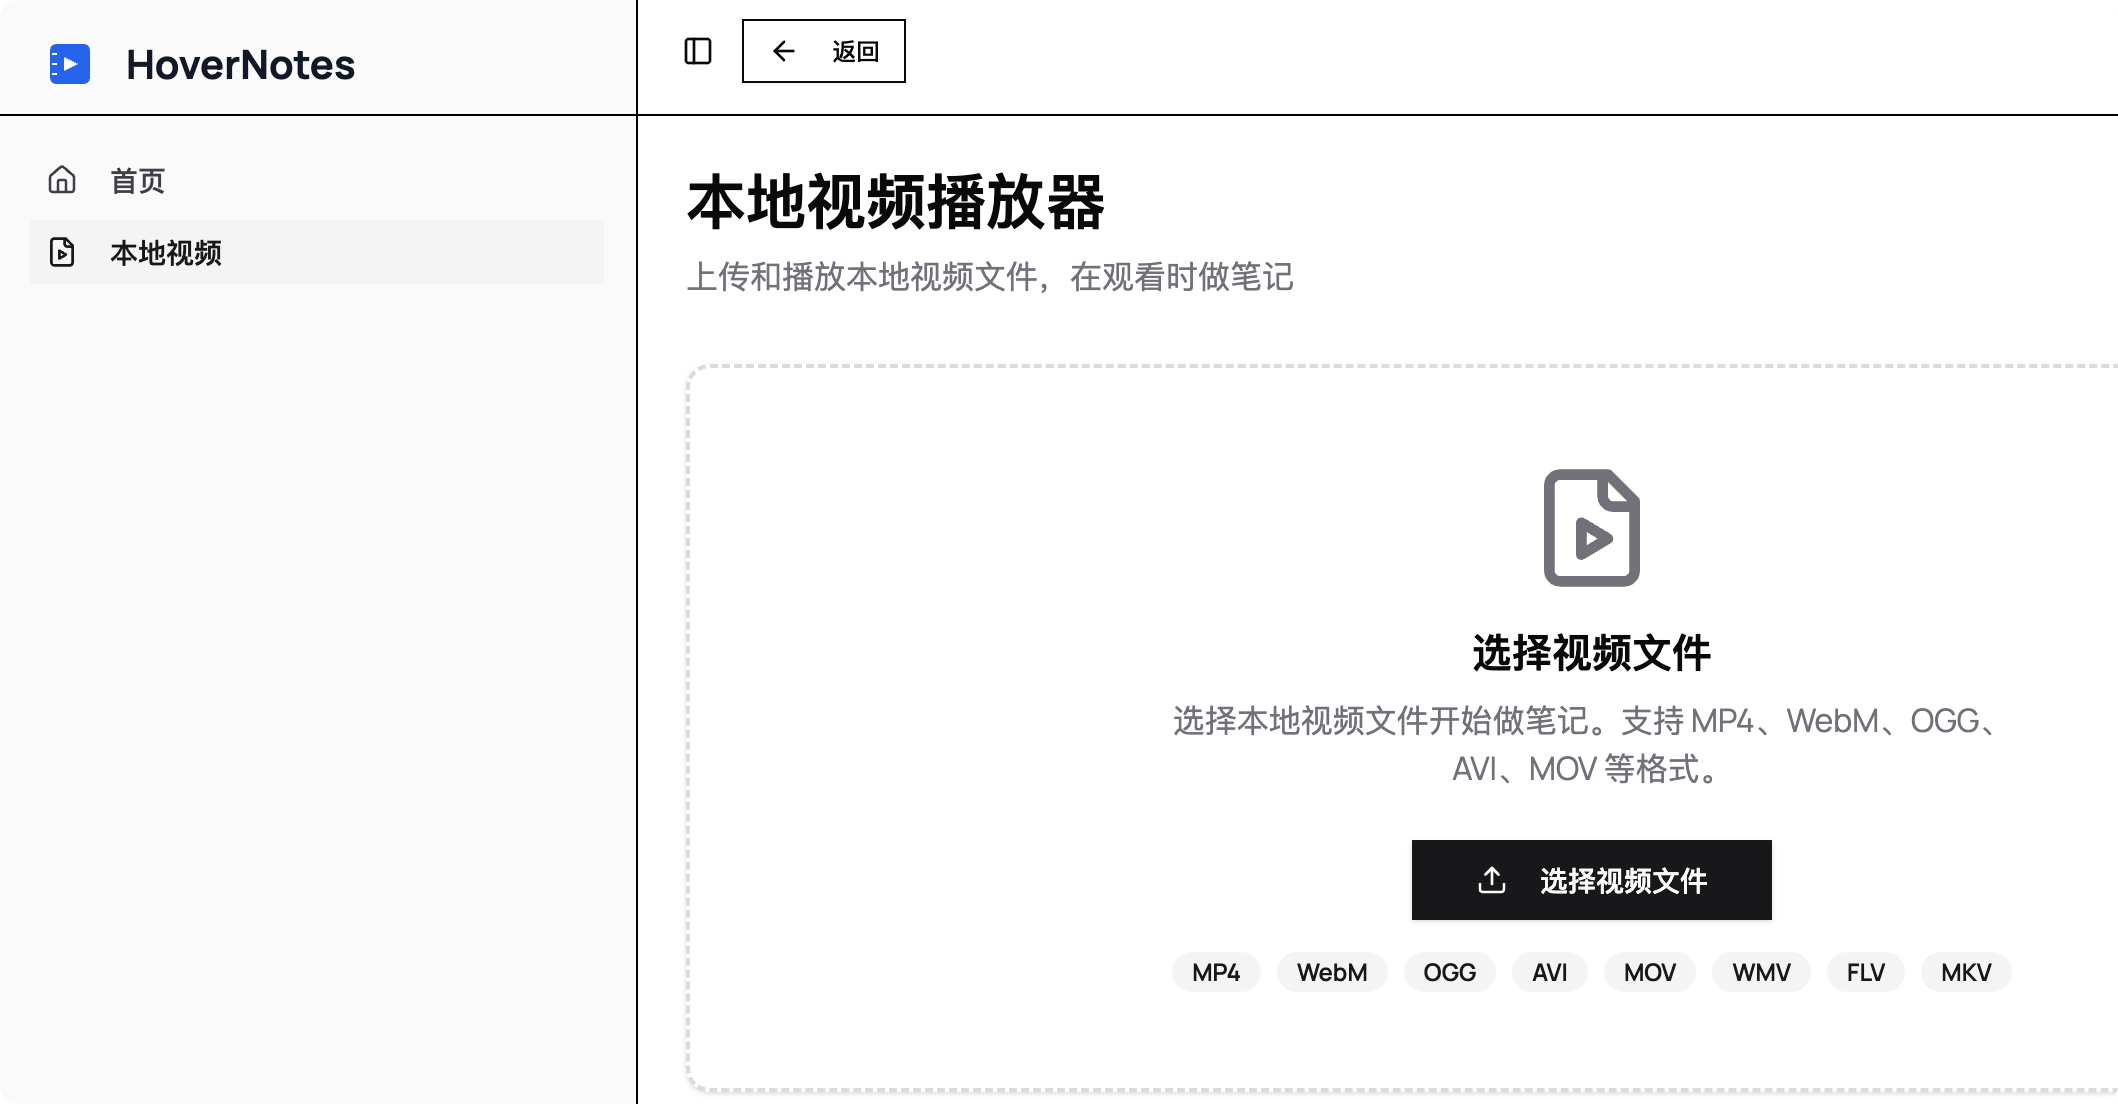 HoverNotes
首页
本地视频
返回
本地视频播放器
上传和播放本地视频文件，在观看时做笔记
选择视频文件
选择本地视频文件开始做笔记。支持 MP4、WebM、OGG、
AVI、MOV 等格式。
选择视频文件
MP4 WebM OGG AVI MOV WMV FLV MKV